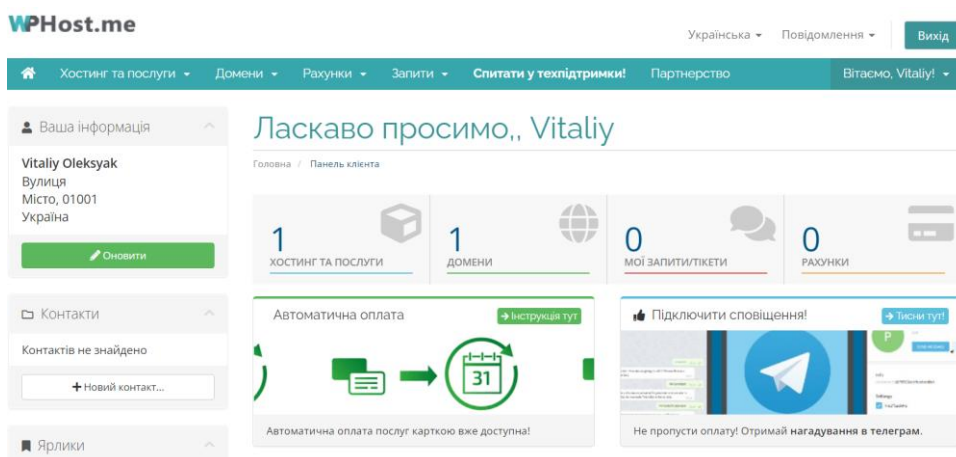 WPHost.me
Українська Повідомлення Вихід
Хостинг та послуги Домени Рахунки Запити Спитати у техпідтримки! Партнерство Вітаємо, Vitaliy!
Ваша інформація
Vitaliy Oleksyak
Вулиця
Місто, 01001
Україна
Оновити
Контакти
Контактів не знайдено
Новий контакт...
Ярлики
Ласкаво просимо,, Vitaliy
Головна / Панель клієнта
1
ХОСТИНГ ТА ПОСЛУГИ
1
ДОМЕНИ
0
МОЇ ЗАПИТИ/ТІКЕТИ
0
РАХУНКИ
Автоматична оплата
Інструкція тут
31
Автоматична оплата послуг карткою вже доступна!
Підключити сповіщення!
Тисни тут!
P
Не пропусти оплату! Отримай нагадування в телеграм.